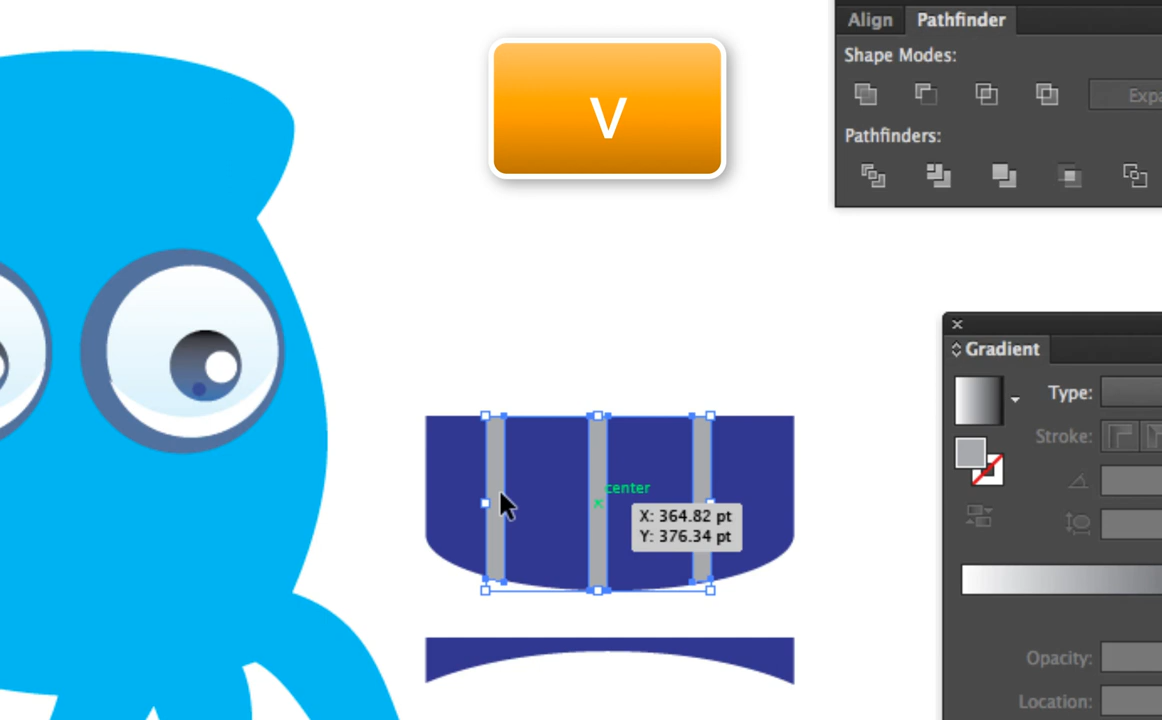 V
Align Pathfinder
Shape Modes:
Expa
Pathfinders:
Gradient
Type:
Stroke:
center
X: 364.82 pt
Y: 376.34 pt
Opacity:
Location: